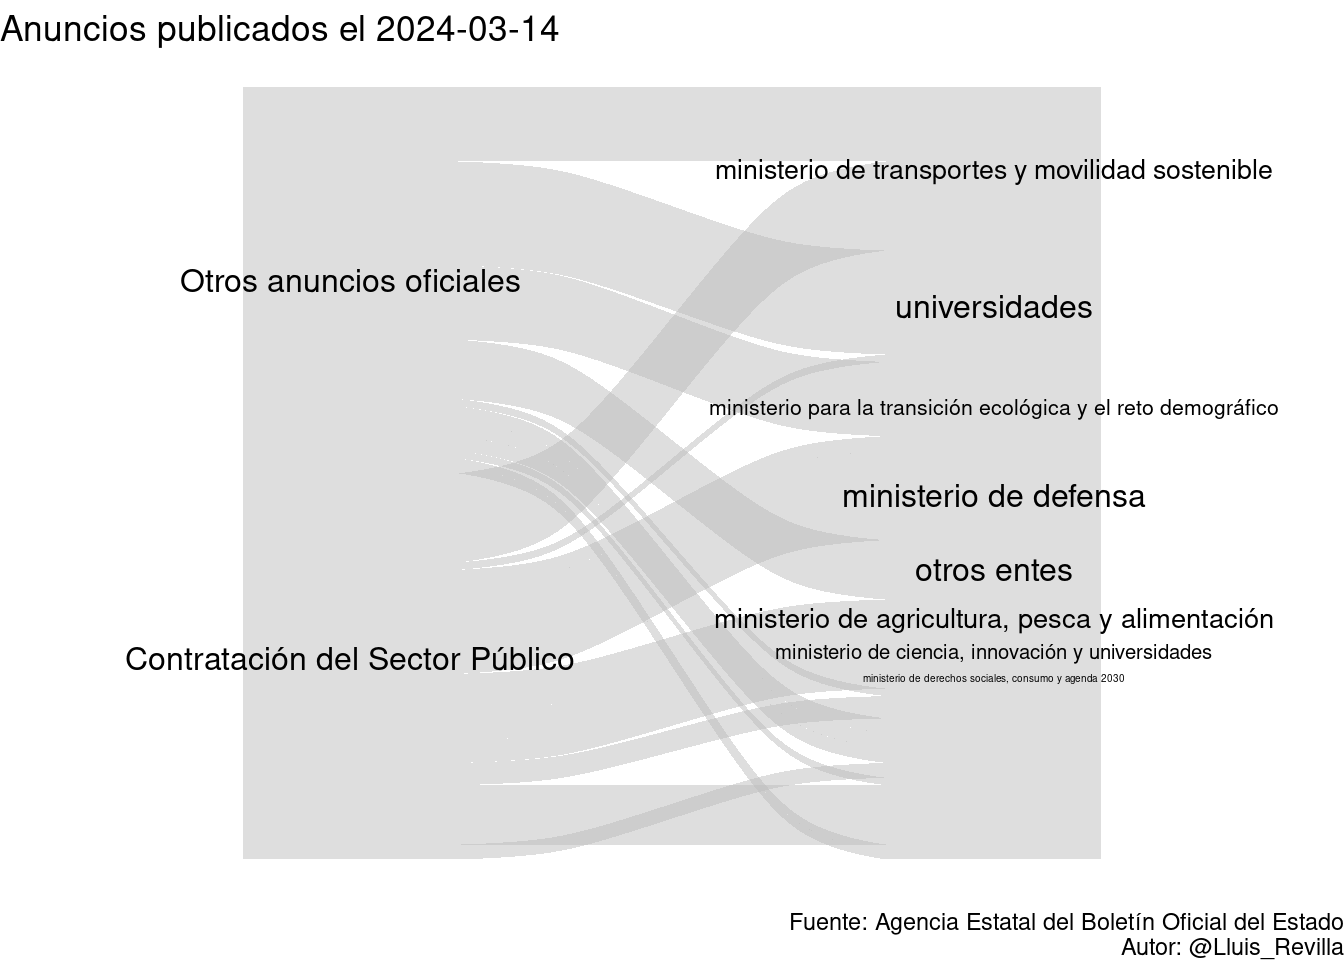 Anuncios publicados el 2024-03-14
ministerio de transportes y movilidad sostenible
Otros anuncios oficiales
universidades
ministerio para la transición ecológica y el reto demográfico
ministerio de defensa
otros entes
ministerio de agricultura, pesca y alimentación
ministerio de ciencia, innovación y universidades
Contratación del Sector Público
ministerio de derechos sociales, consumo y agenda 2030
Fuente: Agencia Estatal del Boletín Oficial del Estado
Autor: @Lluis_Revilla